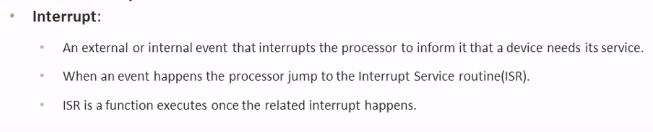 • Interrupt:
• An external or internal event that interrupts the processor to inform it that a device needs its service.
• When an event happens the processor jump to the Interrupt Service routine(ISR).
• ISR is a function executes once the related interrupt happens.